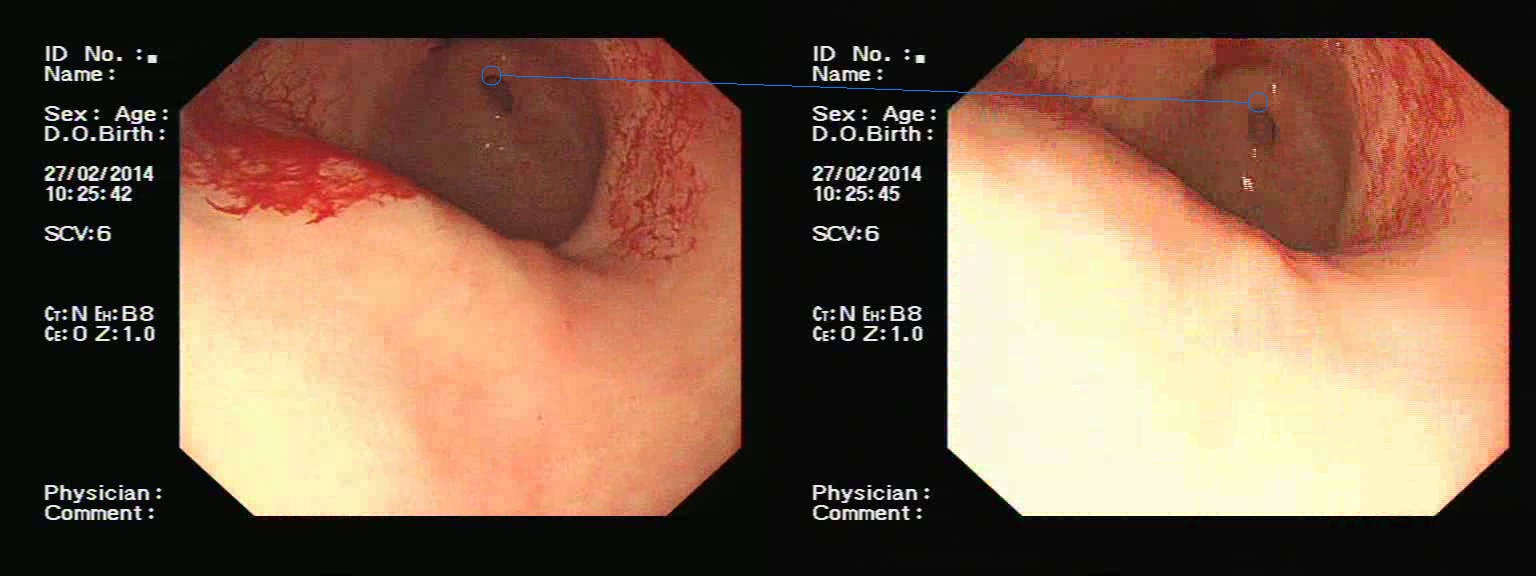 ID No. :
Name:
Sex: Age:
D.O.Birth:
27/02/2014
10:25:42
SCV:6
CT:N EH:B8
CE:0 Z:1.0
Physician:
Comment:
ID No. :
Name:
Sex: Age:
D.O.Birth:
27/02/2014
10:25:45
SCV:6
CT:N EH:B8
CE:0 Z:1.0
Physician:
Comment: